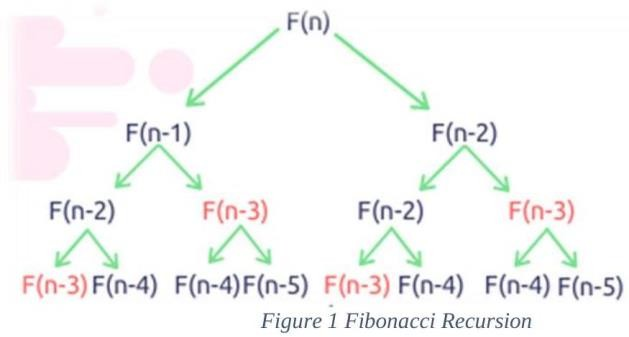 F(n)
F(n-1) F(n-2)
F(n-2) F(n-3) F(n-2) F(n-3)
F(n-3) F(n-4) F(n-4) F(n-5) F(n-3) F(n-4) F(n-4) F(n-5)
Figure 1 Fibonacci Recursion